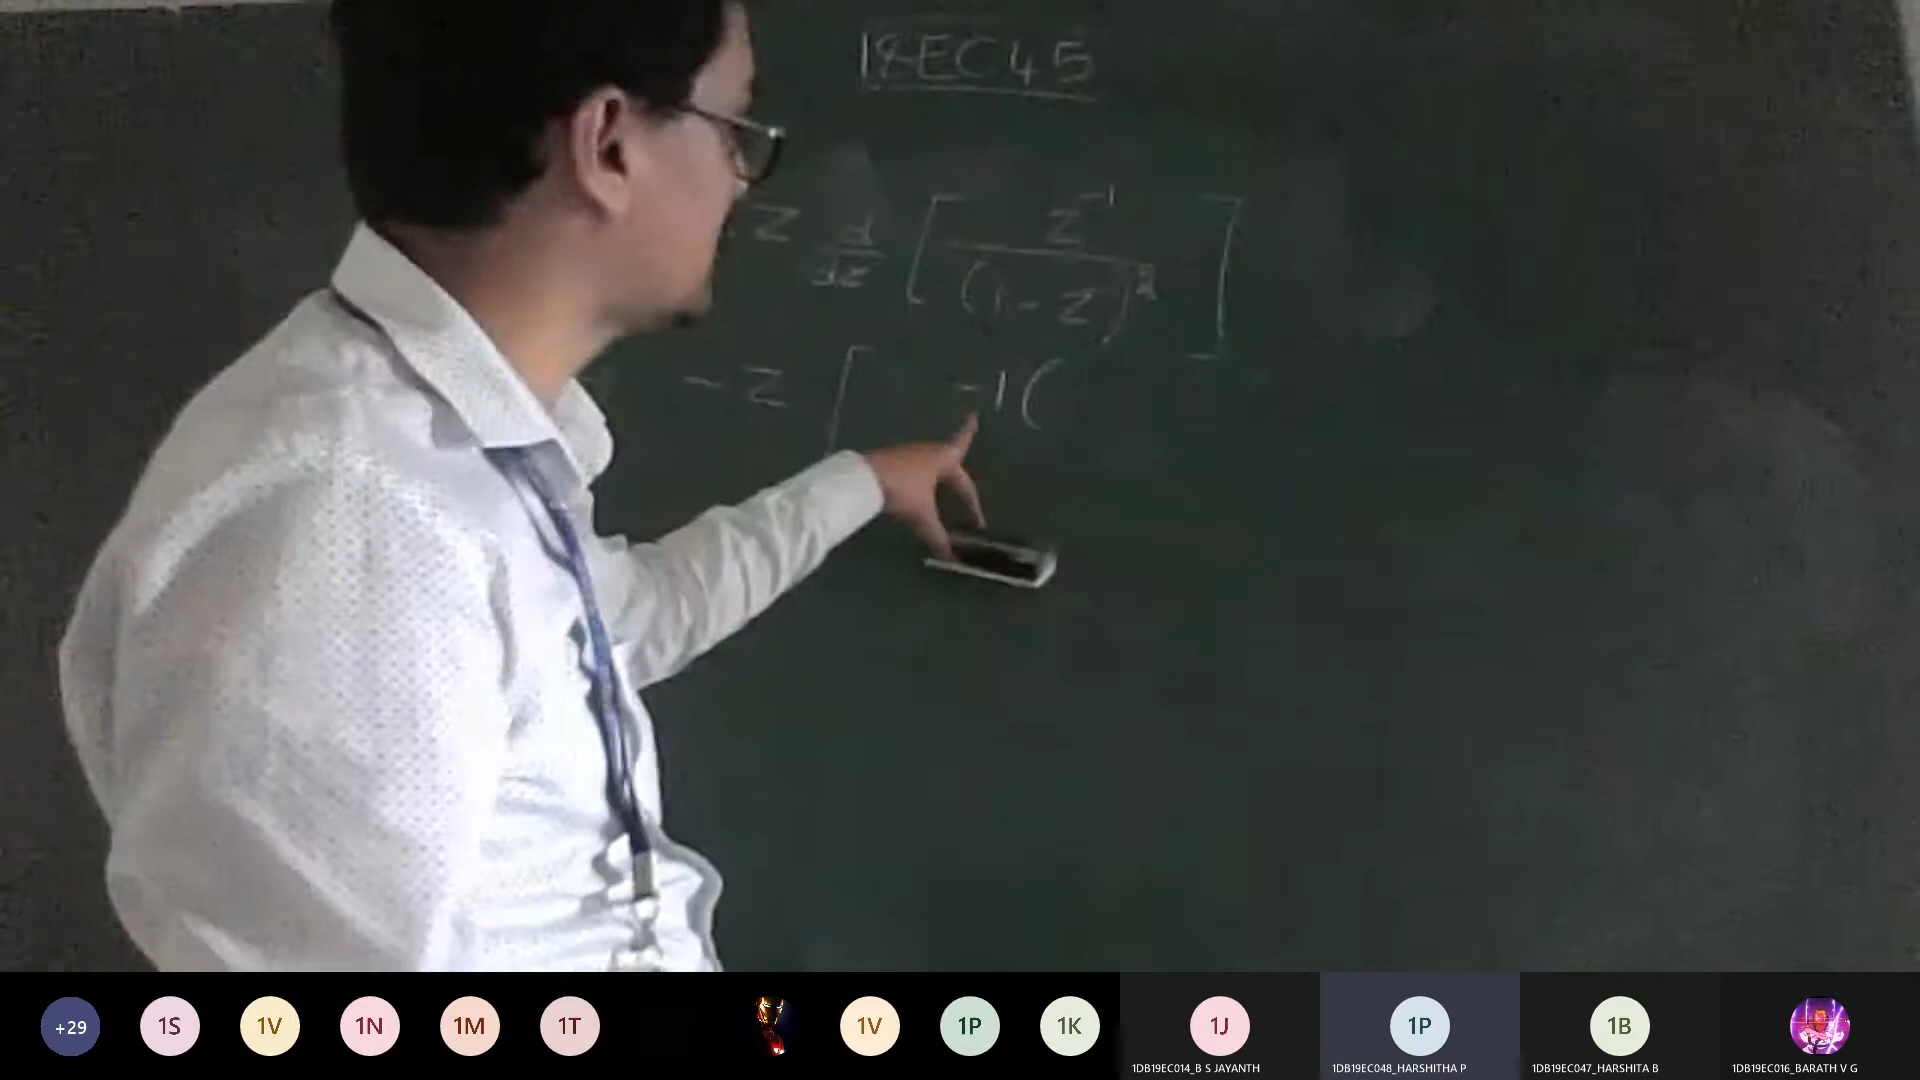 18EC45
z d/dz [ z⁻¹ / (1 - z)² ]
- z [ -1 (
+29
1S
1V
1N
1M
1T
1V
1P
1K
1J
1P
1B
1DB19EC014_B S JAYANTH
1DB19EC048_HARSHITHA P
1DB19EC047_HARSHITA B
1DB19EC016_BARATH V G